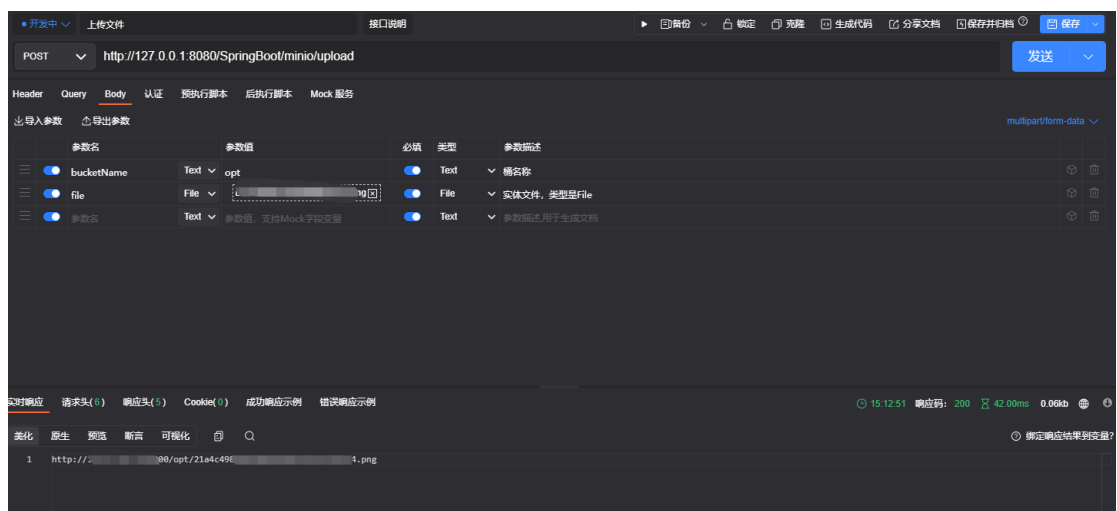 开发中 上传文件 接口说明 备份 锁定 克隆 生成代码 分享文档 保存并归档 保存
POST http://127.0.0.1:8080/SpringBoot/minio/upload 发送
Header Query Body 认证 预执行脚本 后执行脚本 Mock 服务
导入参数 导出参数 multipart/form-data
参数名 参数值 必填 类型 参数描述
bucketName Text opt Text 桶名称
file File File 实体文件，类型是File
参数名 Text 参数值，支持Mock字段变量 Text 参数描述,用于生成文档
实时响应 请求头(6) 响应头(5) Cookie(0) 成功响应示例 错误响应示例 15:12:51 响应码: 200 42.00ms 0.06kb
美化 原生 预览 断言 可视化 绑定响应结果到变量?
1 http:// 00/opt/21a4c498 .png